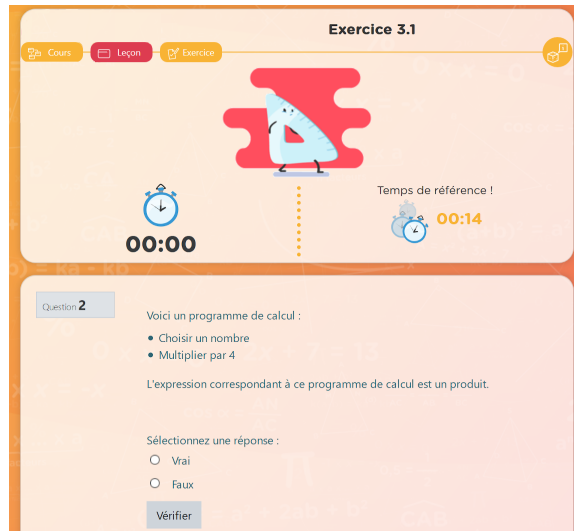 Exercice 3.1
Cours
Leçon
Exercice
Temps de référence !
00:14
00:00
Question 2
Voici un programme de calcul :
• Choisir un nombre
• Multiplier par 4
L'expression correspondant à ce programme de calcul est un produit.
Sélectionnez une réponse :
Vrai
Faux
Vérifier